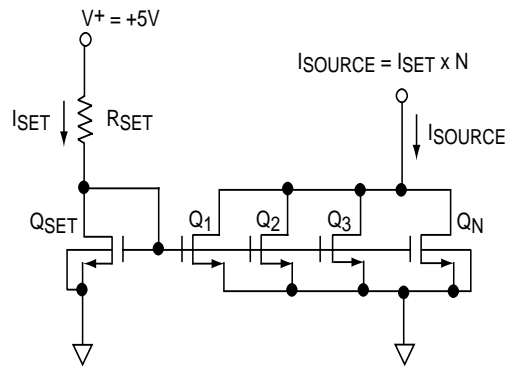 V+ = +5V
ISOURCE = ISET x N
ISET
RSET
ISOURCE
QSET
Q1
Q2
Q3
QN